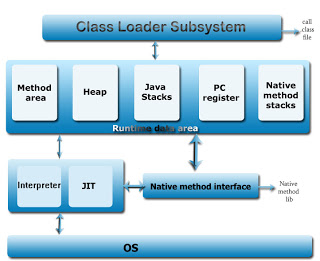 Class Loader Subsystem
call
class
file
Method
area
Heap
Java
Stacks
PC
register
Native
method
stacks
Runtime data area
Interpreter
JIT
Native method interface
Native
method
lib
OS